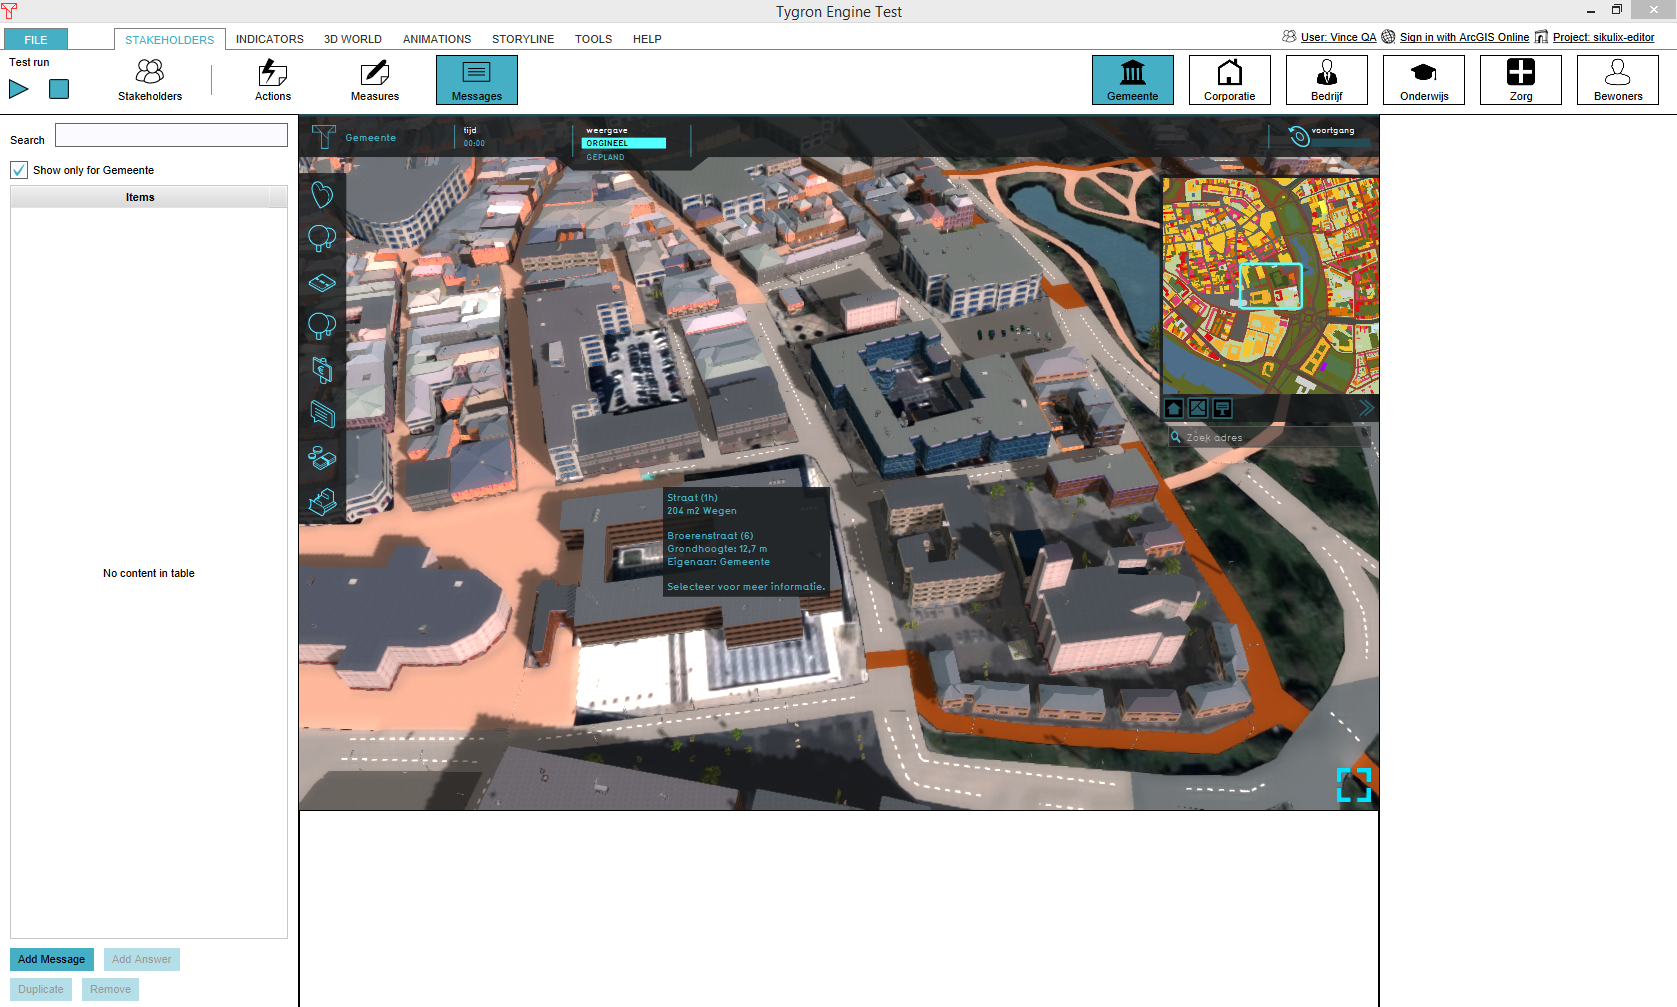 Tygron Engine Test
FILE
STAKEHOLDERS
INDICATORS
3D WORLD
ANIMATIONS
STORYLINE
TOOLS
HELP
User: Vince QA
Sign in with ArcGIS Online
Project: sikulix-editor
Test run
Stakeholders
Actions
Measures
Messages
Gemeente
Corporatie
Bedrijf
Onderwijs
Zorg
Bewoners
Search
Show only for Gemeente
Items
No content in table
Add Message
Add Answer
Duplicate
Remove
Gemeente
tijd
00:00
weergave
ORGINEEL
GEPLAND
voortgang
Zoek adres
Straat (1h)
204 m2 Wegen
Broerenstraat (6)
Grondhoogte: 12,7 m
Eigenaar: Gemeente
Selecteer voor meer informatie.